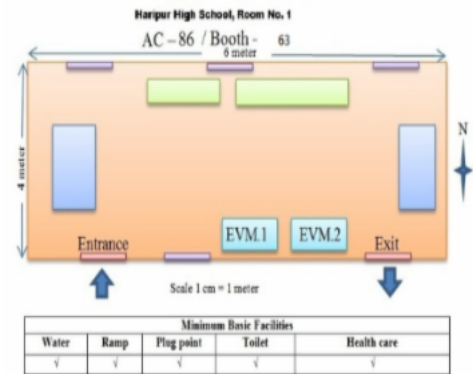 Haripur High School, Room No. 1
AC – 86 / Booth - 63
6 meter
4 meter
N
EVM.1
EVM.2
Entrance
Exit
Scale 1 cm = 1 meter
Minimum Basic Facilities
Water Ramp Plug point Toilet Health care
√ √ √ √ √